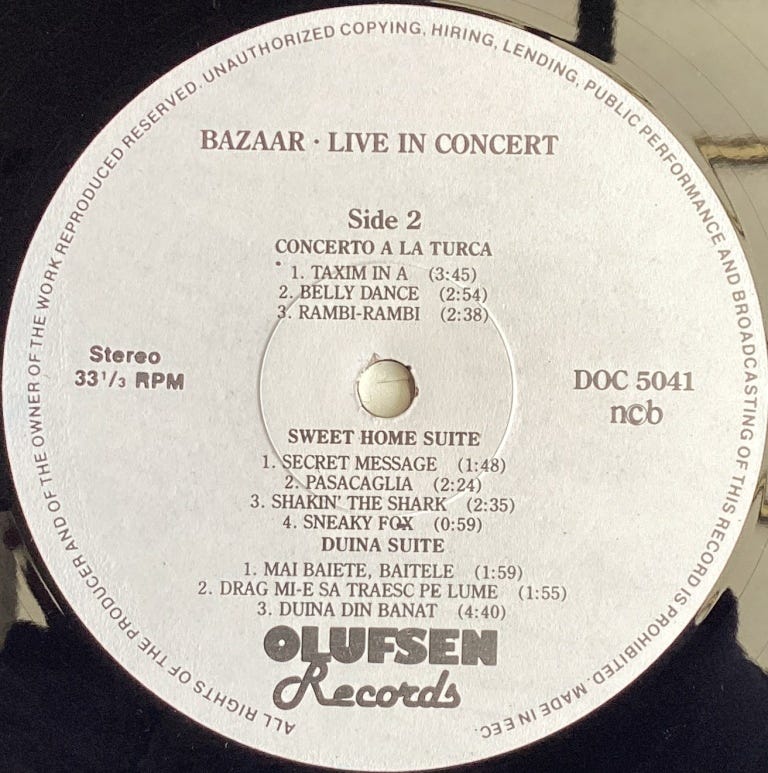 ALL RIGHTS OF THE PRODUCER AND OF THE OWNER OF THE WORK REPRODUCED RESERVED. UNAUTHORIZED COPYING, HIRING, LENDING, PUBLIC PERFORMANCE AND BROADCASTING OF THIS RECORD IS PROHIBITED. MADE IN EEC.
BAZAAR · LIVE IN CONCERT
Side 2
CONCERTO A LA TURCA
1. TAXIM IN A (3:45)
2. BELLY DANCE (2:54)
3. RAMBI-RAMBI (2:38)
Stereo
33 1/3 RPM
DOC 5041
ncb
SWEET HOME SUITE
1. SECRET MESSAGE (1:48)
2. PASACAGLIA (2:24)
3. SHAKIN' THE SHARK (2:35)
4. SNEAKY FOX (0:59)
DUINA SUITE
1. MAI BAIETE, BAITELE (1:59)
2. DRAG MI-E SA TRAESC PE LUME (1:55)
3. DUINA DIN BANAT (4:40)
OLUFSEN
Records